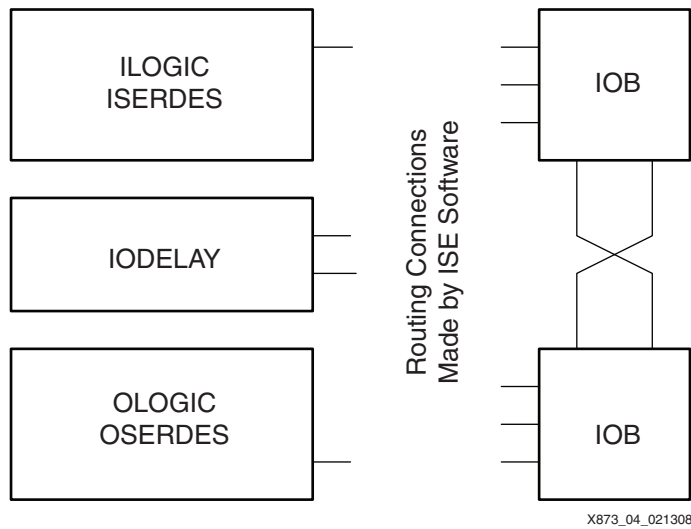 ILOGIC
ISERDES
IODELAY
OLOGIC
OSERDES
Routing Connections
Made by ISE Software
IOB
IOB
X873_04_021308